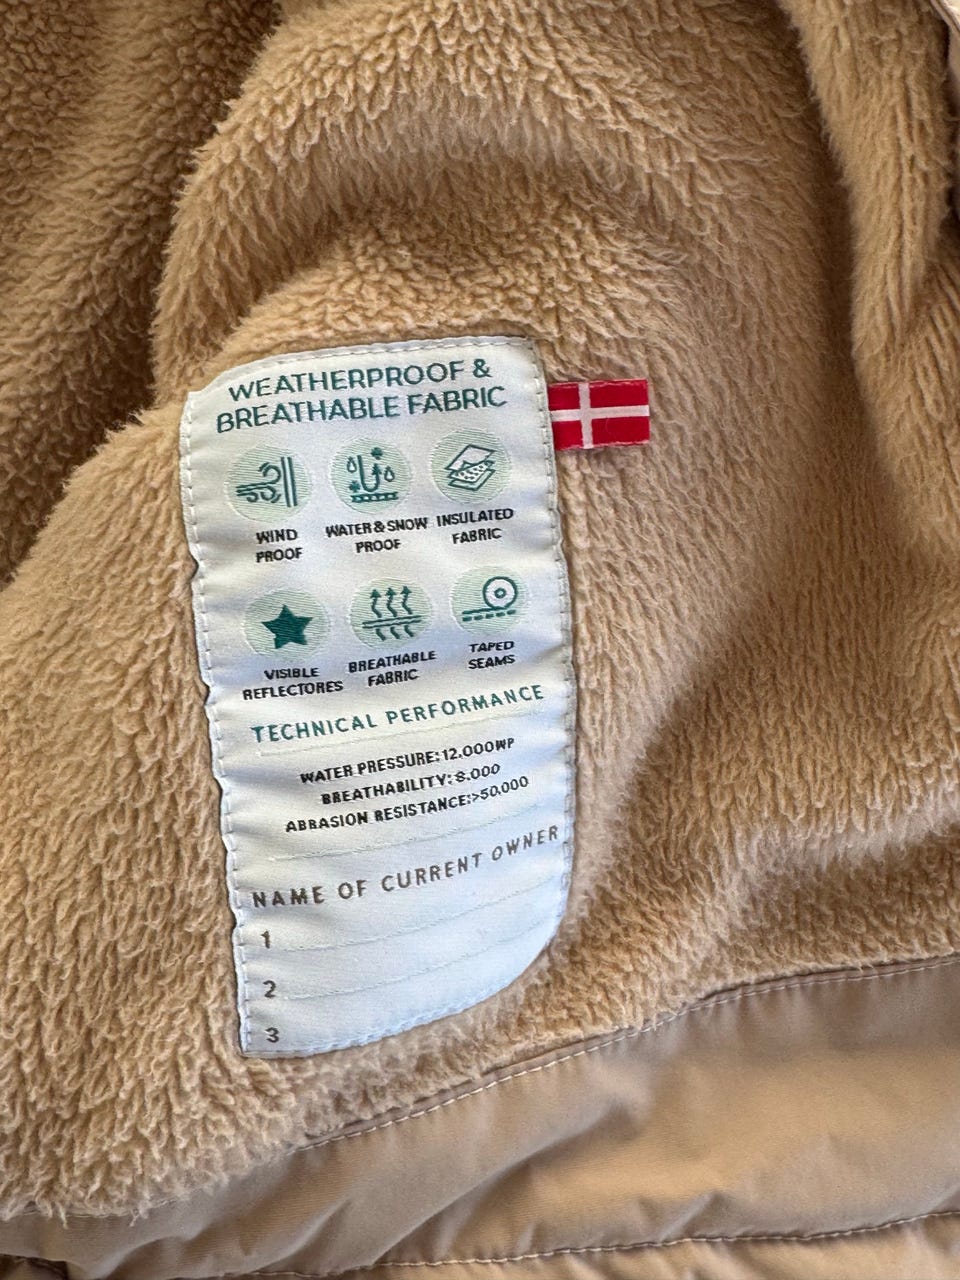 WEATHERPROOF &
BREATHABLE FABRIC
WIND
PROOF
WATER & SNOW
PROOF
INSULATED
FABRIC
VISIBLE
REFLECTORES
BREATHABLE
FABRIC
TAPED
SEAMS
TECHNICAL PERFORMANCE
WATER PRESSURE: 12.000WP
BREATHABILITY: 8.000
ABRASION RESISTANCE: >50.000
NAME OF CURRENT OWNER
1
2
3